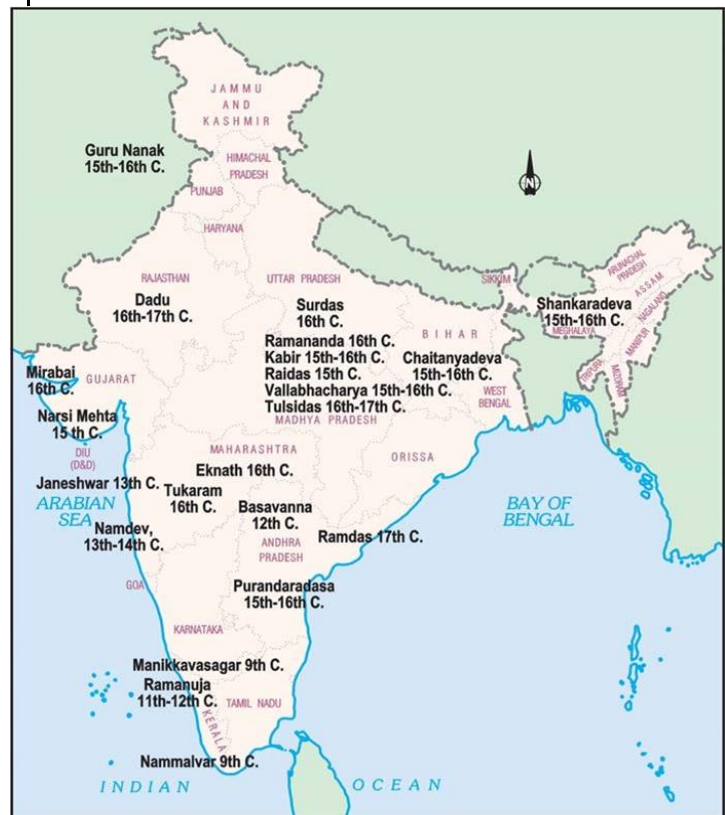 JAMMU
AND
KASHMIR
Guru Nanak
15th-16th C.
HIMACHAL
PRADESH
PUNJAB
N
HARYANA
ARUNACHAL
PRADESH
RAJASTHAN
UTTAR PRADESH
SIKKIM
ASSAM
Dadu
16th-17th C.
Surdas
16th C.
Shankaradeva
15th-16th C.
NAGALAND
MEGHALAYA
MANIPUR
TRIPURA
MIZORAM
BIHAR
Ramananda 16th C.
Kabir 15th-16th C.
Raidas 15th C.
Vallabhacharya 15th-16th C.
Tulsidas 16th-17th C.
Chaitanyadeva
15th-16th C.
WEST
BENGAL
Mirabai
16th C.
GUJARAT
Narsi Mehta
15 th C.
MADHYA PRADESH
DIU
(D&D)
MAHARASHTRA
ORISSA
Eknath 16th C.
Janeshwar 13th C.
Tukaram
16th C.
ARABIAN
SEA
Basavanna
12th C.
BAY OF
BENGAL
Namdev,
13th-14th C.
Ramdas 17th C.
ANDHRA
PRADESH
GOA
Purandaradasa
15th-16th C.
KARNATAKA
Manikkavasagar 9th C.
Ramanuja
11th-12th C.
TAMIL NADU
KERALA
Nammalvar 9th C.
INDIAN OCEAN